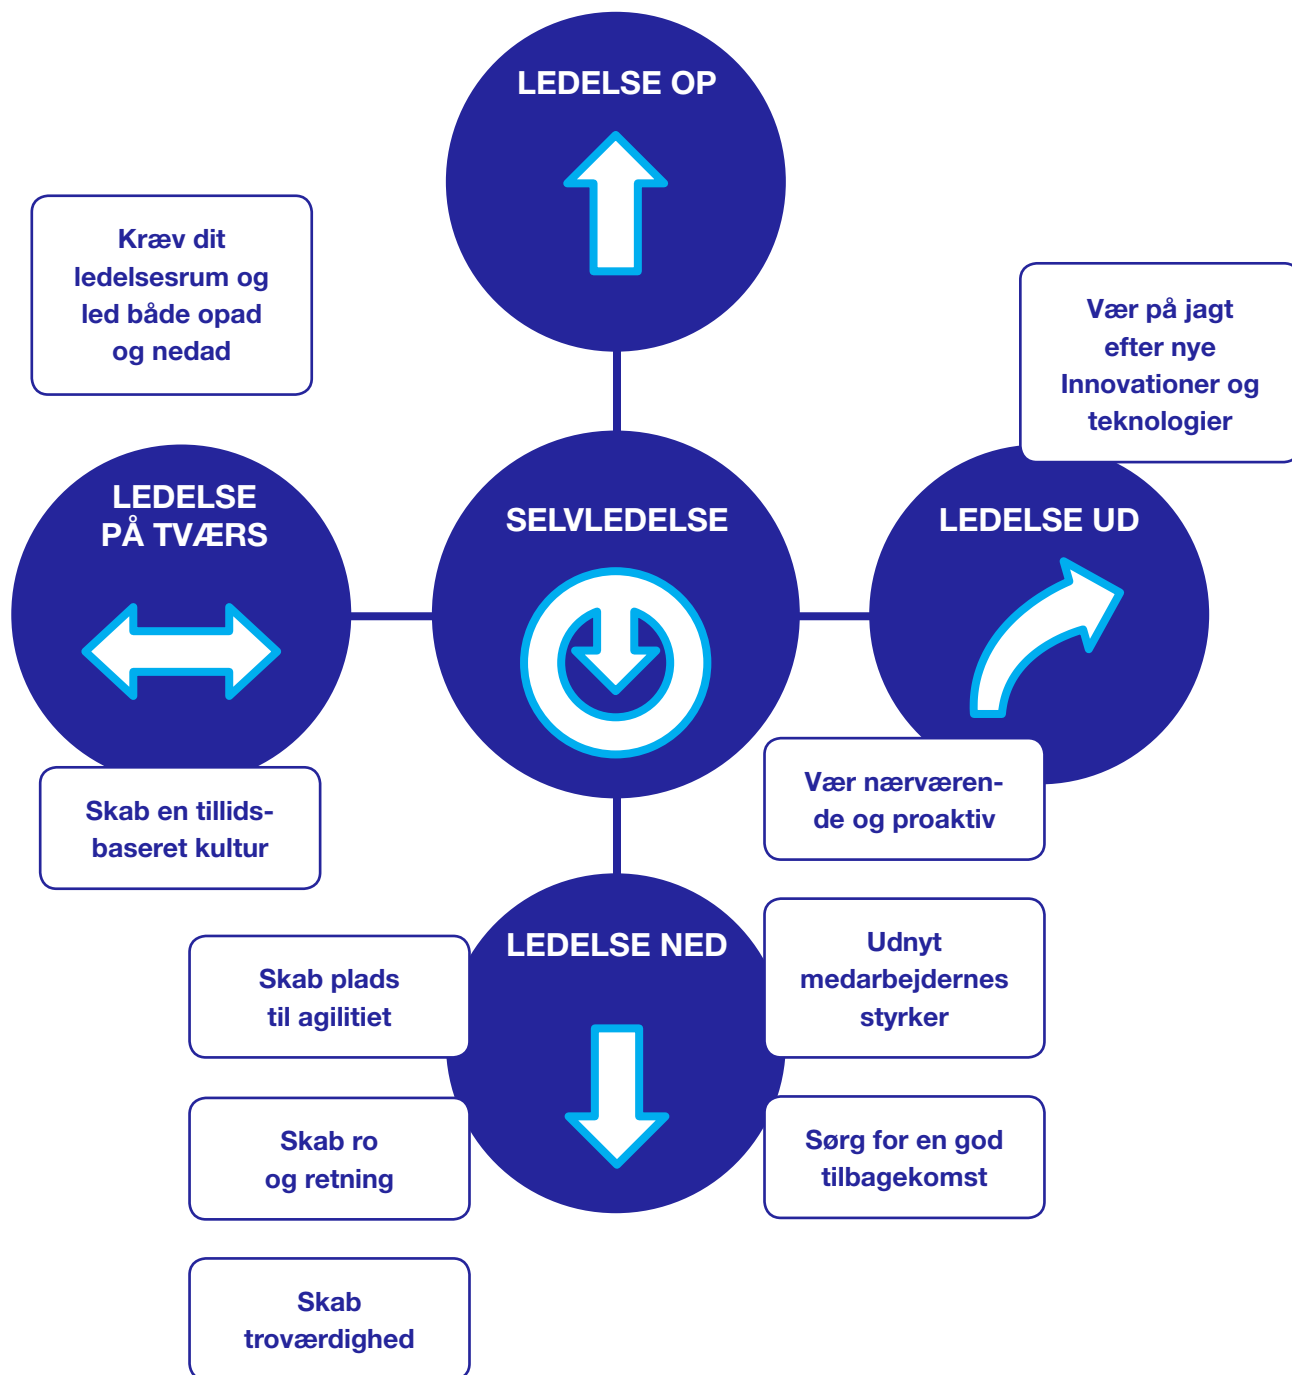 LEDELSE OP
Kræv dit
ledelsesrum og
led både opad
og nedad
Vær på jagt
efter nye
Innovationer og
teknologier
LEDELSE
PÅ TVÆRS
SELVLEDELSE
LEDELSE UD
Skab en tillids-
baseret kultur
Vær nærværen-
de og proaktiv
LEDELSE NED
Skab plads
til agilitiet
Udnyt
medarbejdernes
styrker
Skab ro
og retning
Sørg for en god
tilbagekomst
Skab
troværdighed